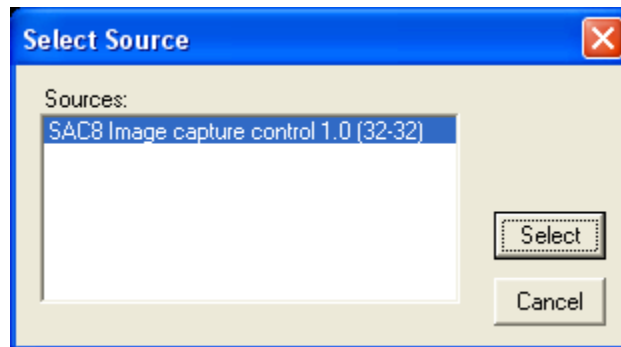 Select Source
Sources:
SAC8 Image capture control 1.0 (32-32)
Select
Cancel